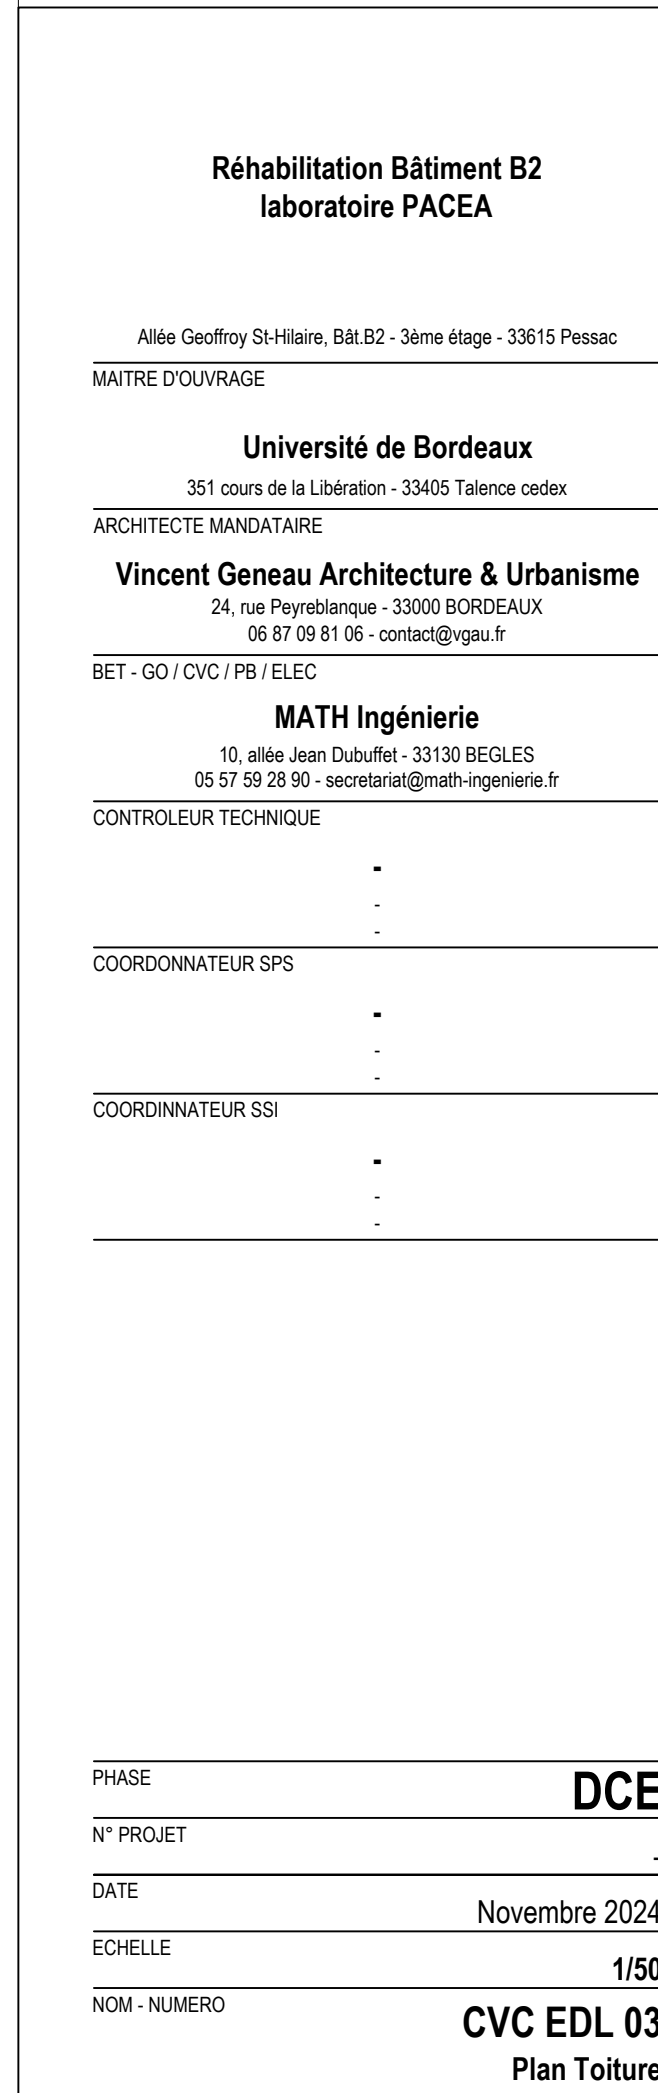 Réhabilitation Bâtiment B2
laboratoire PACEA
Allée Geoffroy St-Hilaire, Bât.B2 - 3ème étage - 33615 Pessac
MAITRE D'OUVRAGE
Université de Bordeaux
351 cours de la Libération - 33405 Talence cedex
ARCHITECTE MANDATAIRE
Vincent Geneau Architecture & Urbanisme
24, rue Peyreblanque - 33000 BORDEAUX
06 87 09 81 06 - contact@vgau.fr
BET - GO / CVC / PB / ELEC
MATH Ingénierie
10, allée Jean Dubuffet - 33130 BEGLES
05 57 59 28 90 - secretariat@math-ingenierie.fr
CONTROLEUR TECHNIQUE
-
-
-
COORDONNATEUR SPS
-
-
-
COORDINNATEUR SSI
-
-
-
PHASE
DCE
N° PROJET
-
DATE
Novembre 2024
ECHELLE
1/50
NOM - NUMERO
CVC EDL 03
Plan Toiture